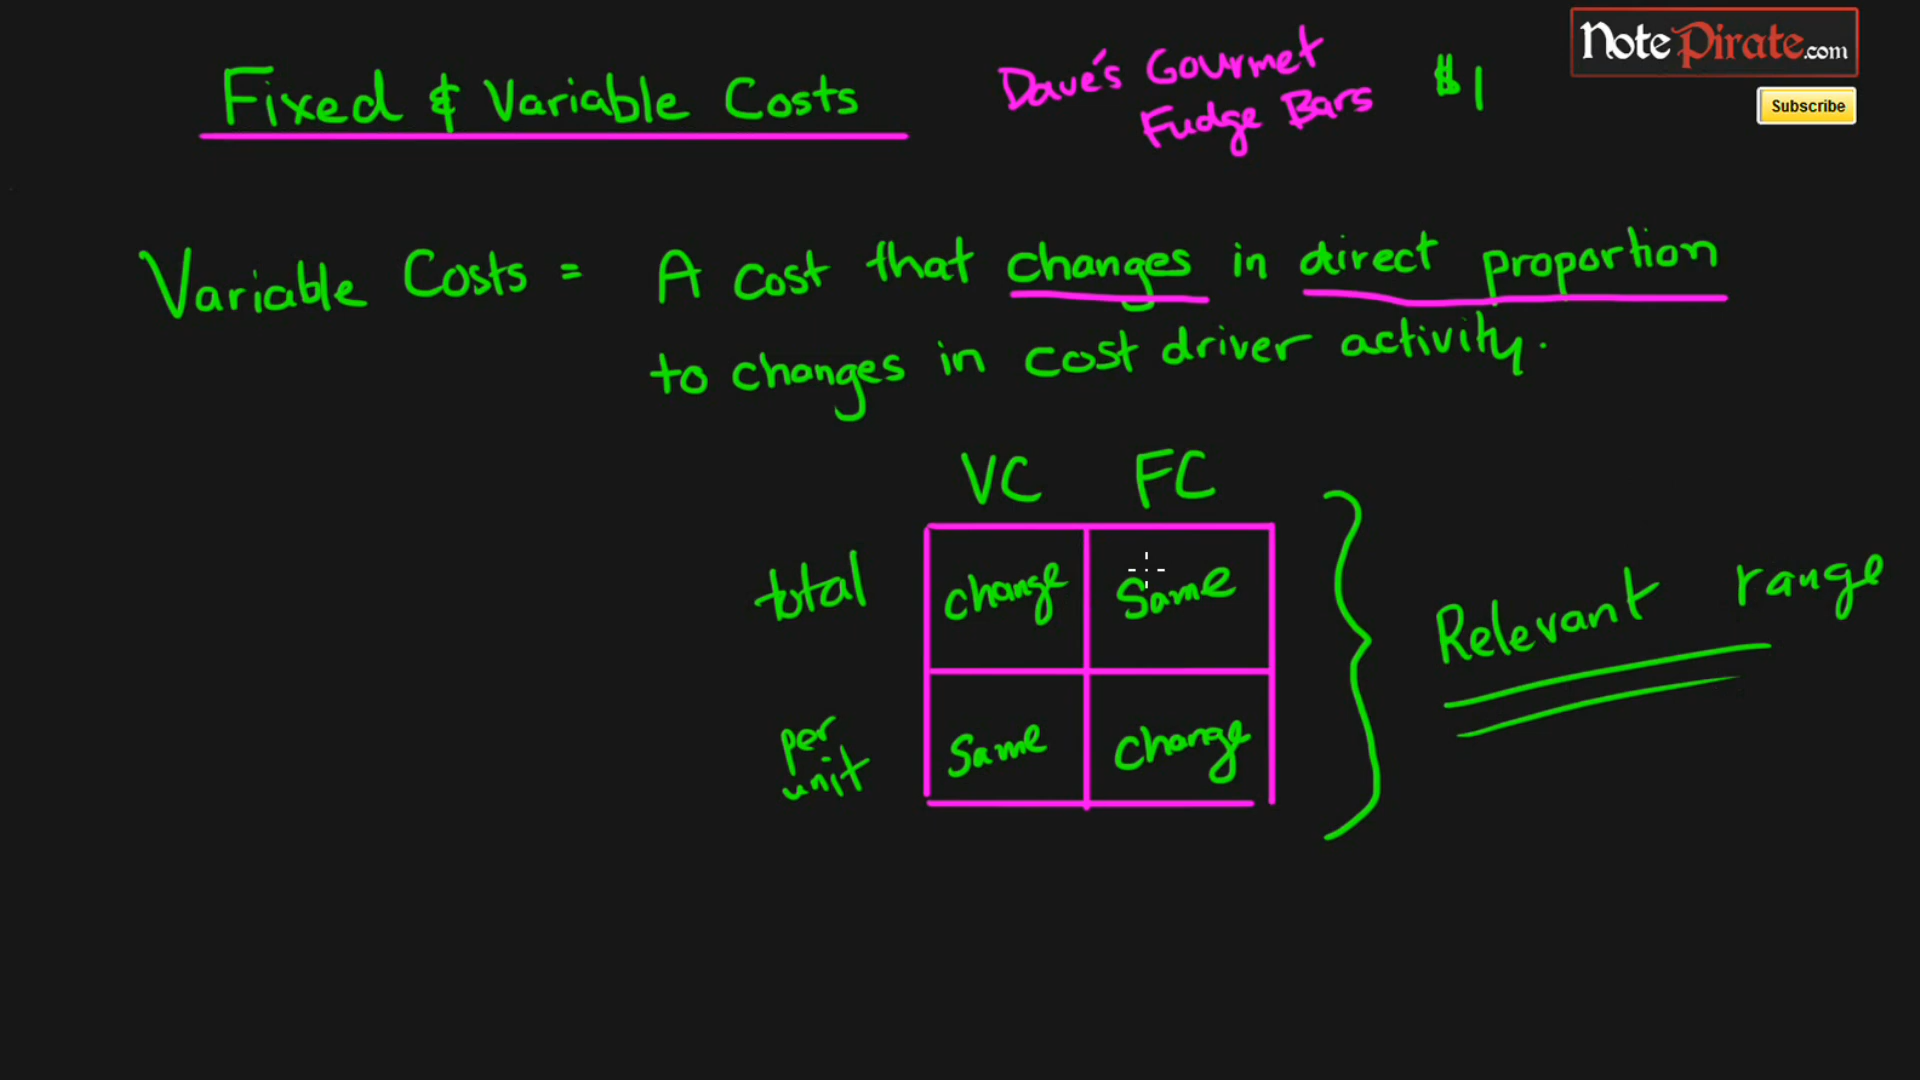 NotePirate.com
Subscribe
Fixed & Variable Costs
Dave's Gourmet
Fudge Bars
$1
Variable Costs = A cost that changes in direct proportion
to changes in cost driver activity.
VC FC
total change Same
per
unit
Same change
Relevant range